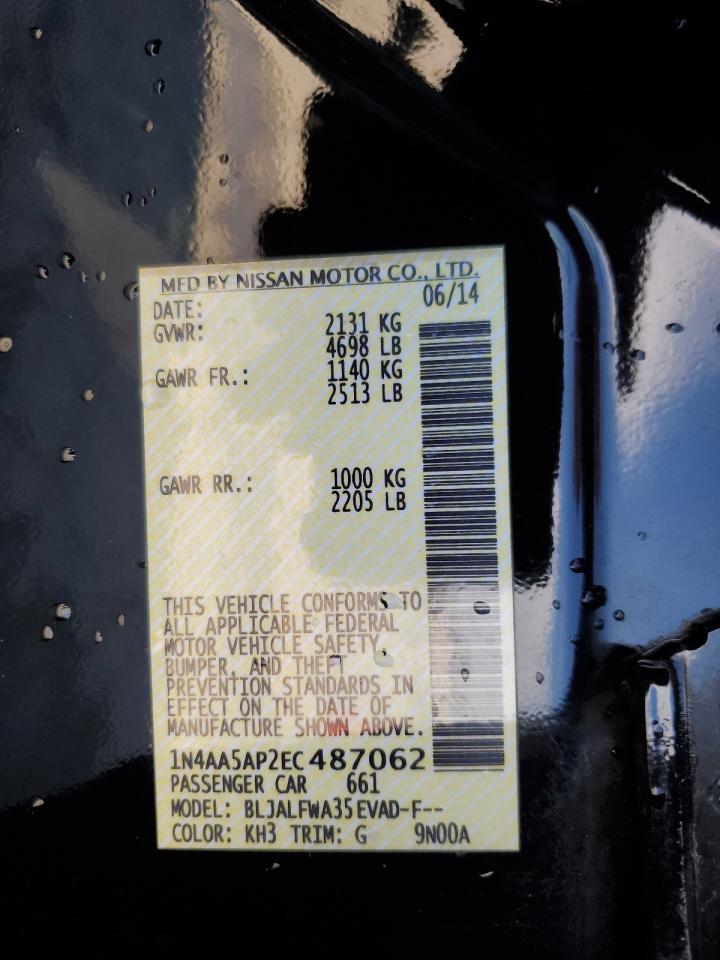 MFD BY NISSAN MOTOR CO., LTD.
DATE: 06/14
GVWR: 2131 KG
4698 LB
GAWR FR.: 1140 KG
2513 LB
GAWR RR.: 1000 KG
2205 LB
THIS VEHICLE CONFORMS TO
ALL APPLICABLE FEDERAL
MOTOR VEHICLE SAFETY,
BUMPER, AND THEFT
PREVENTION STANDARDS IN
EFFECT ON THE DATE OF
MANUFACTURE SHOWN ABOVE.
1N4AA5AP2EC487062
PASSENGER CAR 661
MODEL: BLJALFWA35EVAD-F--
COLOR: KH3 TRIM: G 9N00A